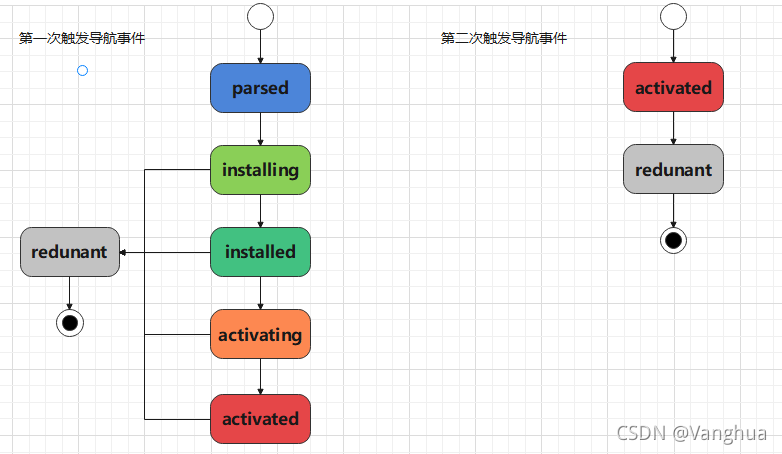 第一次触发导航事件
parsed
installing
redunant
installed
activating
activated
第二次触发导航事件
activated
redunant
CSDN @Vanghua